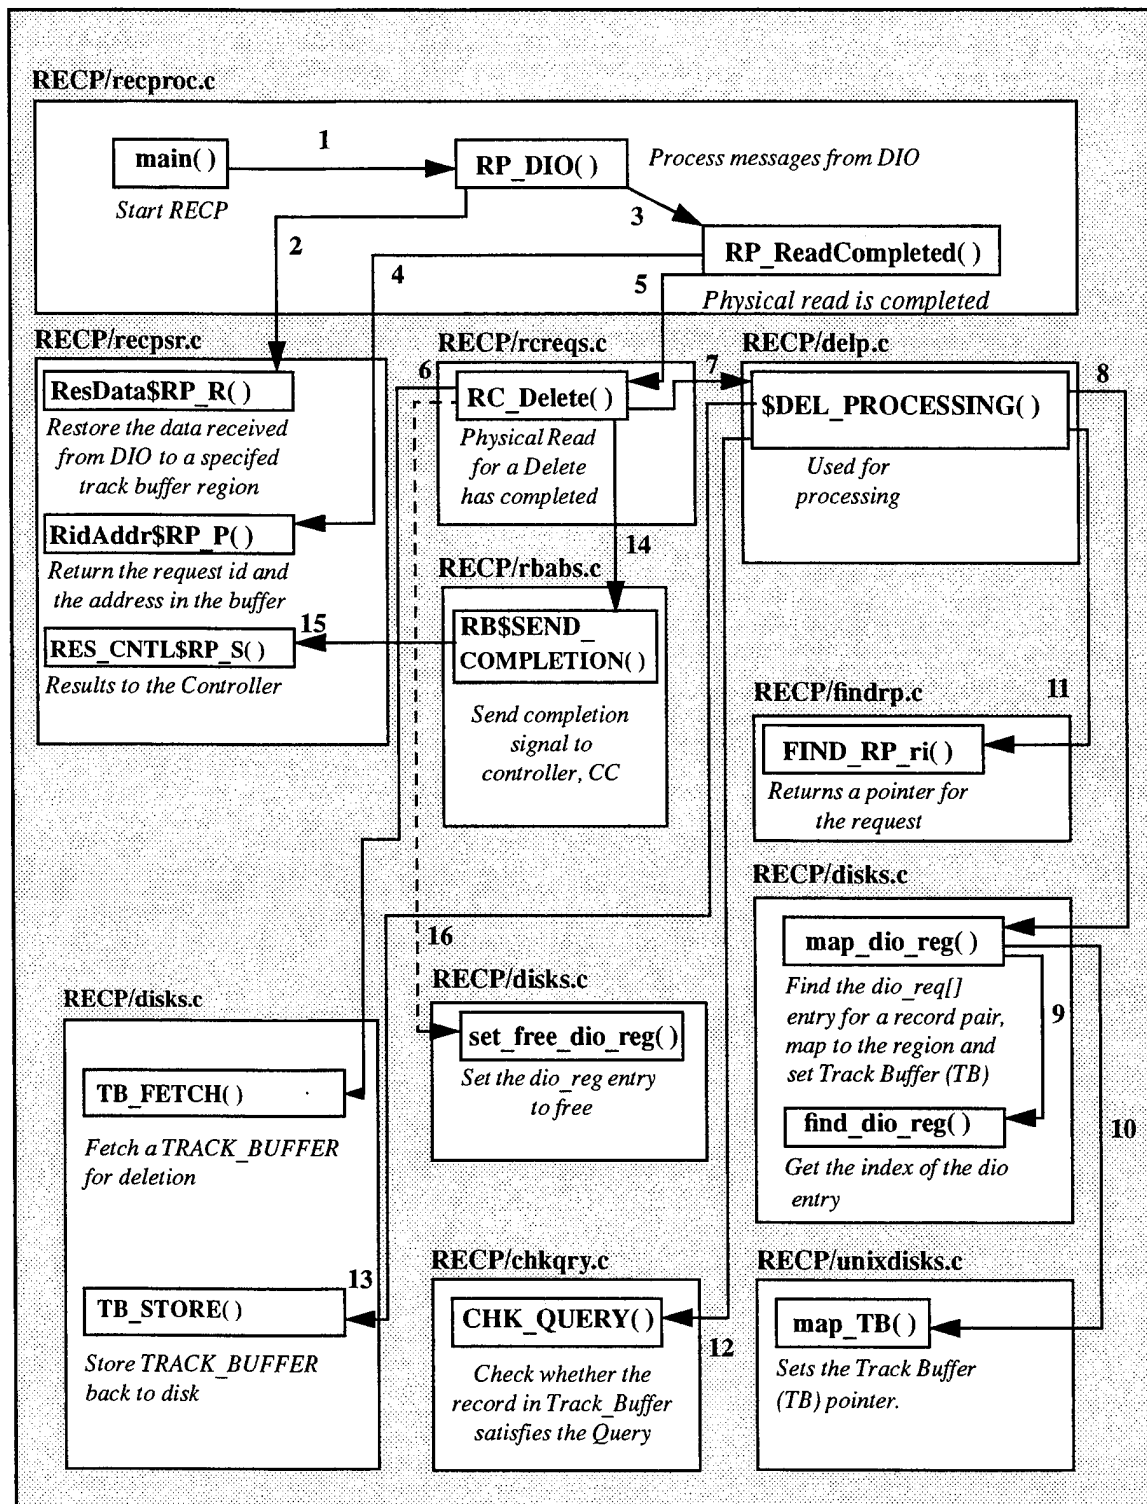 RECP/recproc.c
main( )
1
RP_DIO( )
Process messages from DIO
Start RECP
2
3
4
RP_ReadCompleted( )
5
Physical read is completed
RECP/recpsr.c
ResData$RP_R( )
Restore the data received
from DIO to a specifed
track buffer region
RidAddr$RP_P( )
Return the request id and
the address in the buffer
RES_CNTL$RP_S( )
15
Results to the Controller
RECP/rcreqs.c
6
RC_Delete( )
7
Physical Read
for a Delete
has completed
14
RECP/delp.c
8
$DEL_PROCESSING( )
Used for
processing
RECP/rbabs.c
RB$SEND_
COMPLETION( )
Send completion
signal to
controller, CC
RECP/findrp.c
11
FIND_RP_ri( )
Returns a pointer for
the request
RECP/disks.c
map_dio_reg( )
Find the dio_req[]
entry for a record pair,
map to the region and
set Track Buffer (TB)
9
find_dio_reg( )
10
Get the index of the dio
entry
16
RECP/disks.c
set_free_dio_reg( )
Set the dio_reg entry
to free
RECP/disks.c
TB_FETCH( )
Fetch a TRACK_BUFFER
for deletion
13
TB_STORE( )
Store TRACK_BUFFER
back to disk
RECP/chkqry.c
CHK_QUERY( )
12
Check whether the
record in Track_Buffer
satisfies the Query
RECP/unixdisks.c
map_TB( )
Sets the Track Buffer
(TB) pointer.